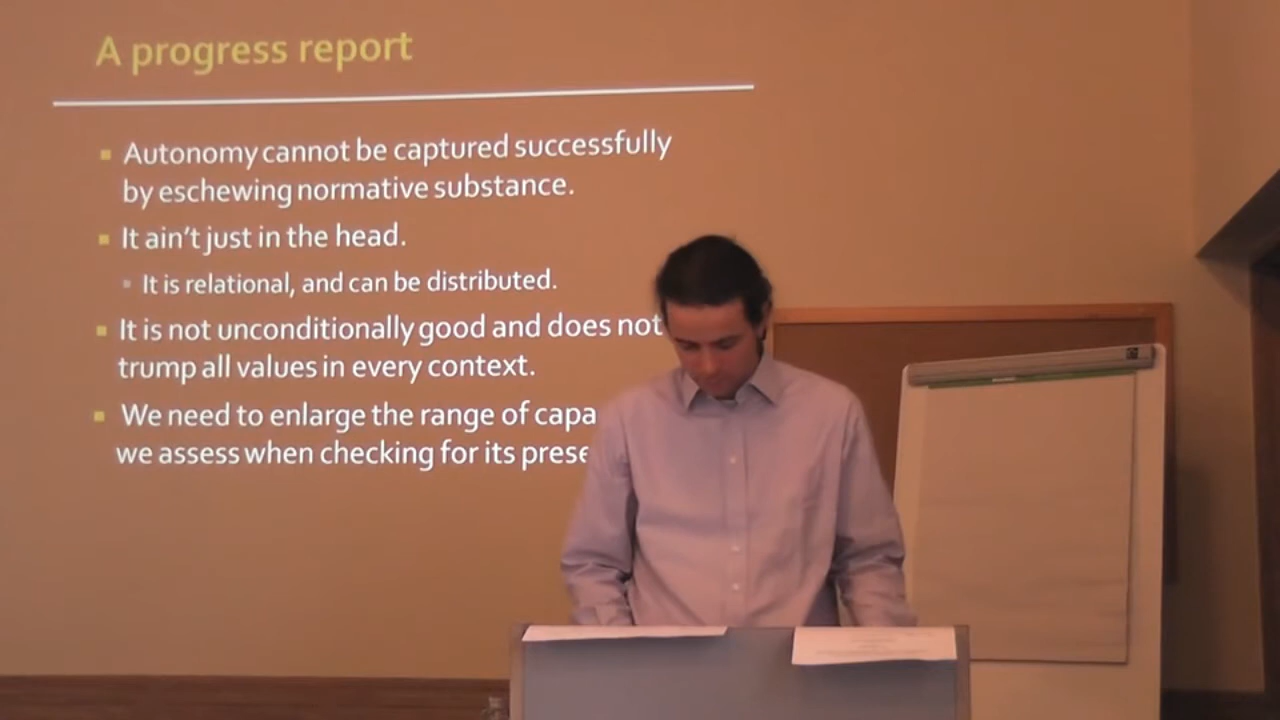 A progress report
Autonomy cannot be captured successfully
by eschewing normative substance.
It ain't just in the head.
It is relational, and can be distributed.
It is not unconditionally good and does not
trump all values in every context.
We need to enlarge the range of capa
we assess when checking for its prese